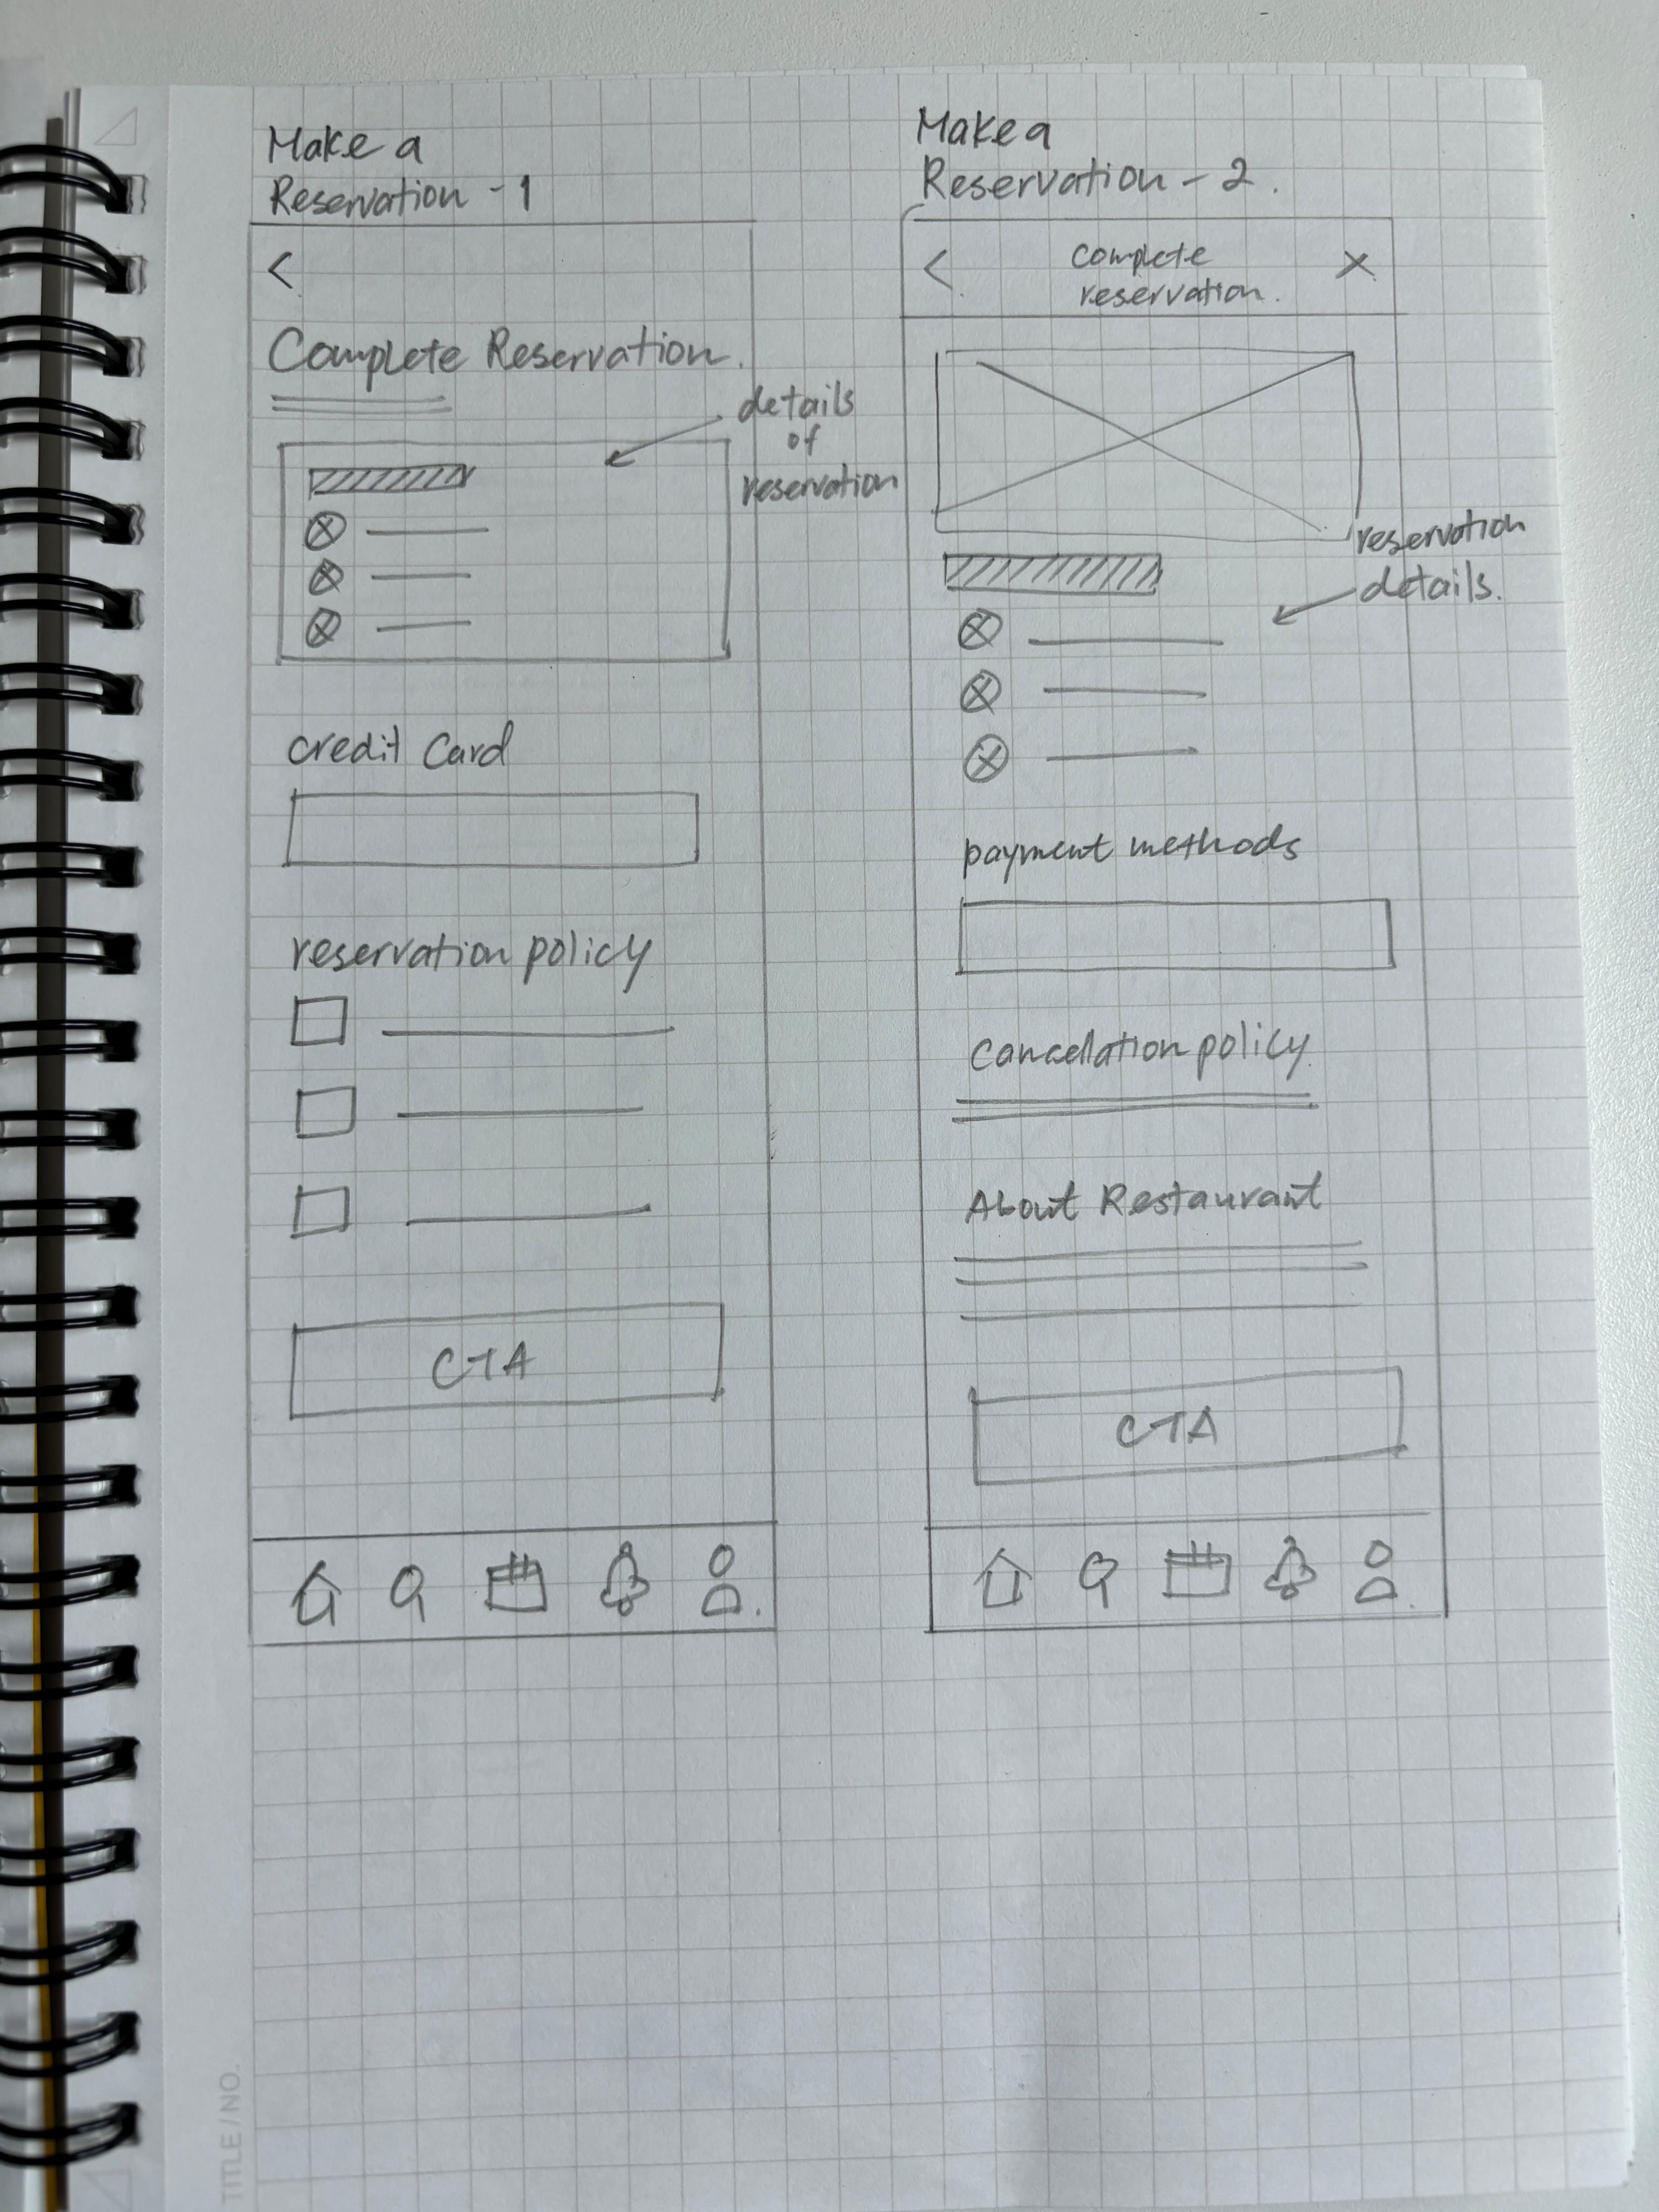 Make a
Reservation - 1
<
Complete Reservation.
details
of
reservation
credit Card
reservation policy
CTA
Make a
Reservation - 2.
< complete X
reservation.
reservation
details.
payment methods
Cancellation policy
About Restaurant
CTA
TITLE / NO.